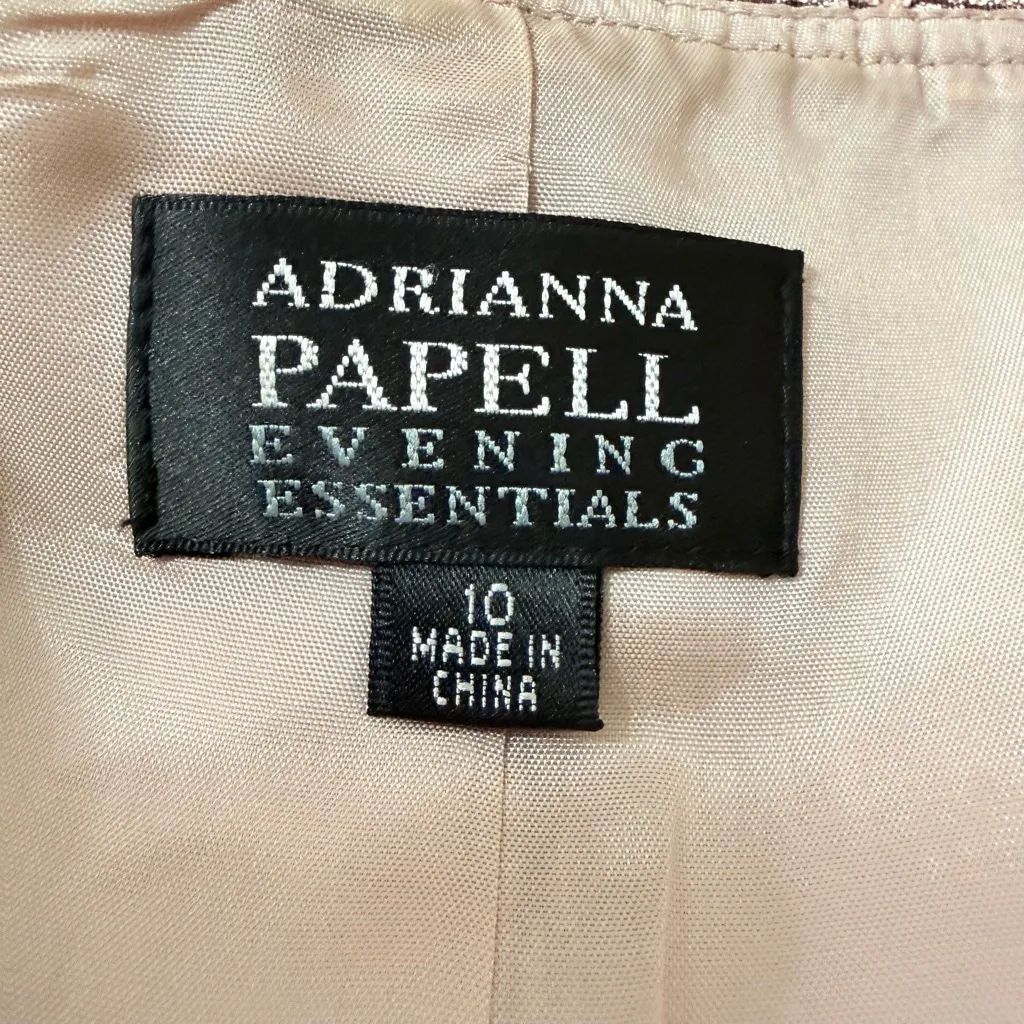 ADRIANNA
PAPELL
EVENING
ESSENTIALS
10
MADE IN
CHINA